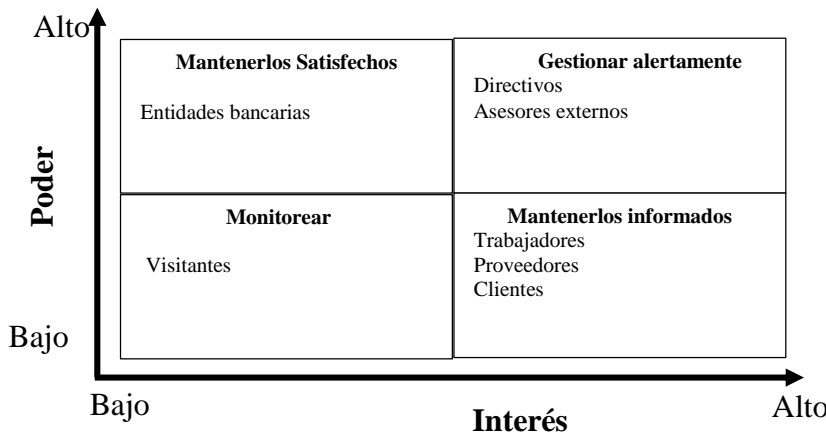 Alto
Mantenerlos Satisfechos
Entidades bancarias
Gestionar alertamente
Directivos
Asesores externos
Poder
Monitorear
Visitantes
Mantenerlos informados
Trabajadores
Proveedores
Clientes
Bajo
Bajo
Interés
Alto